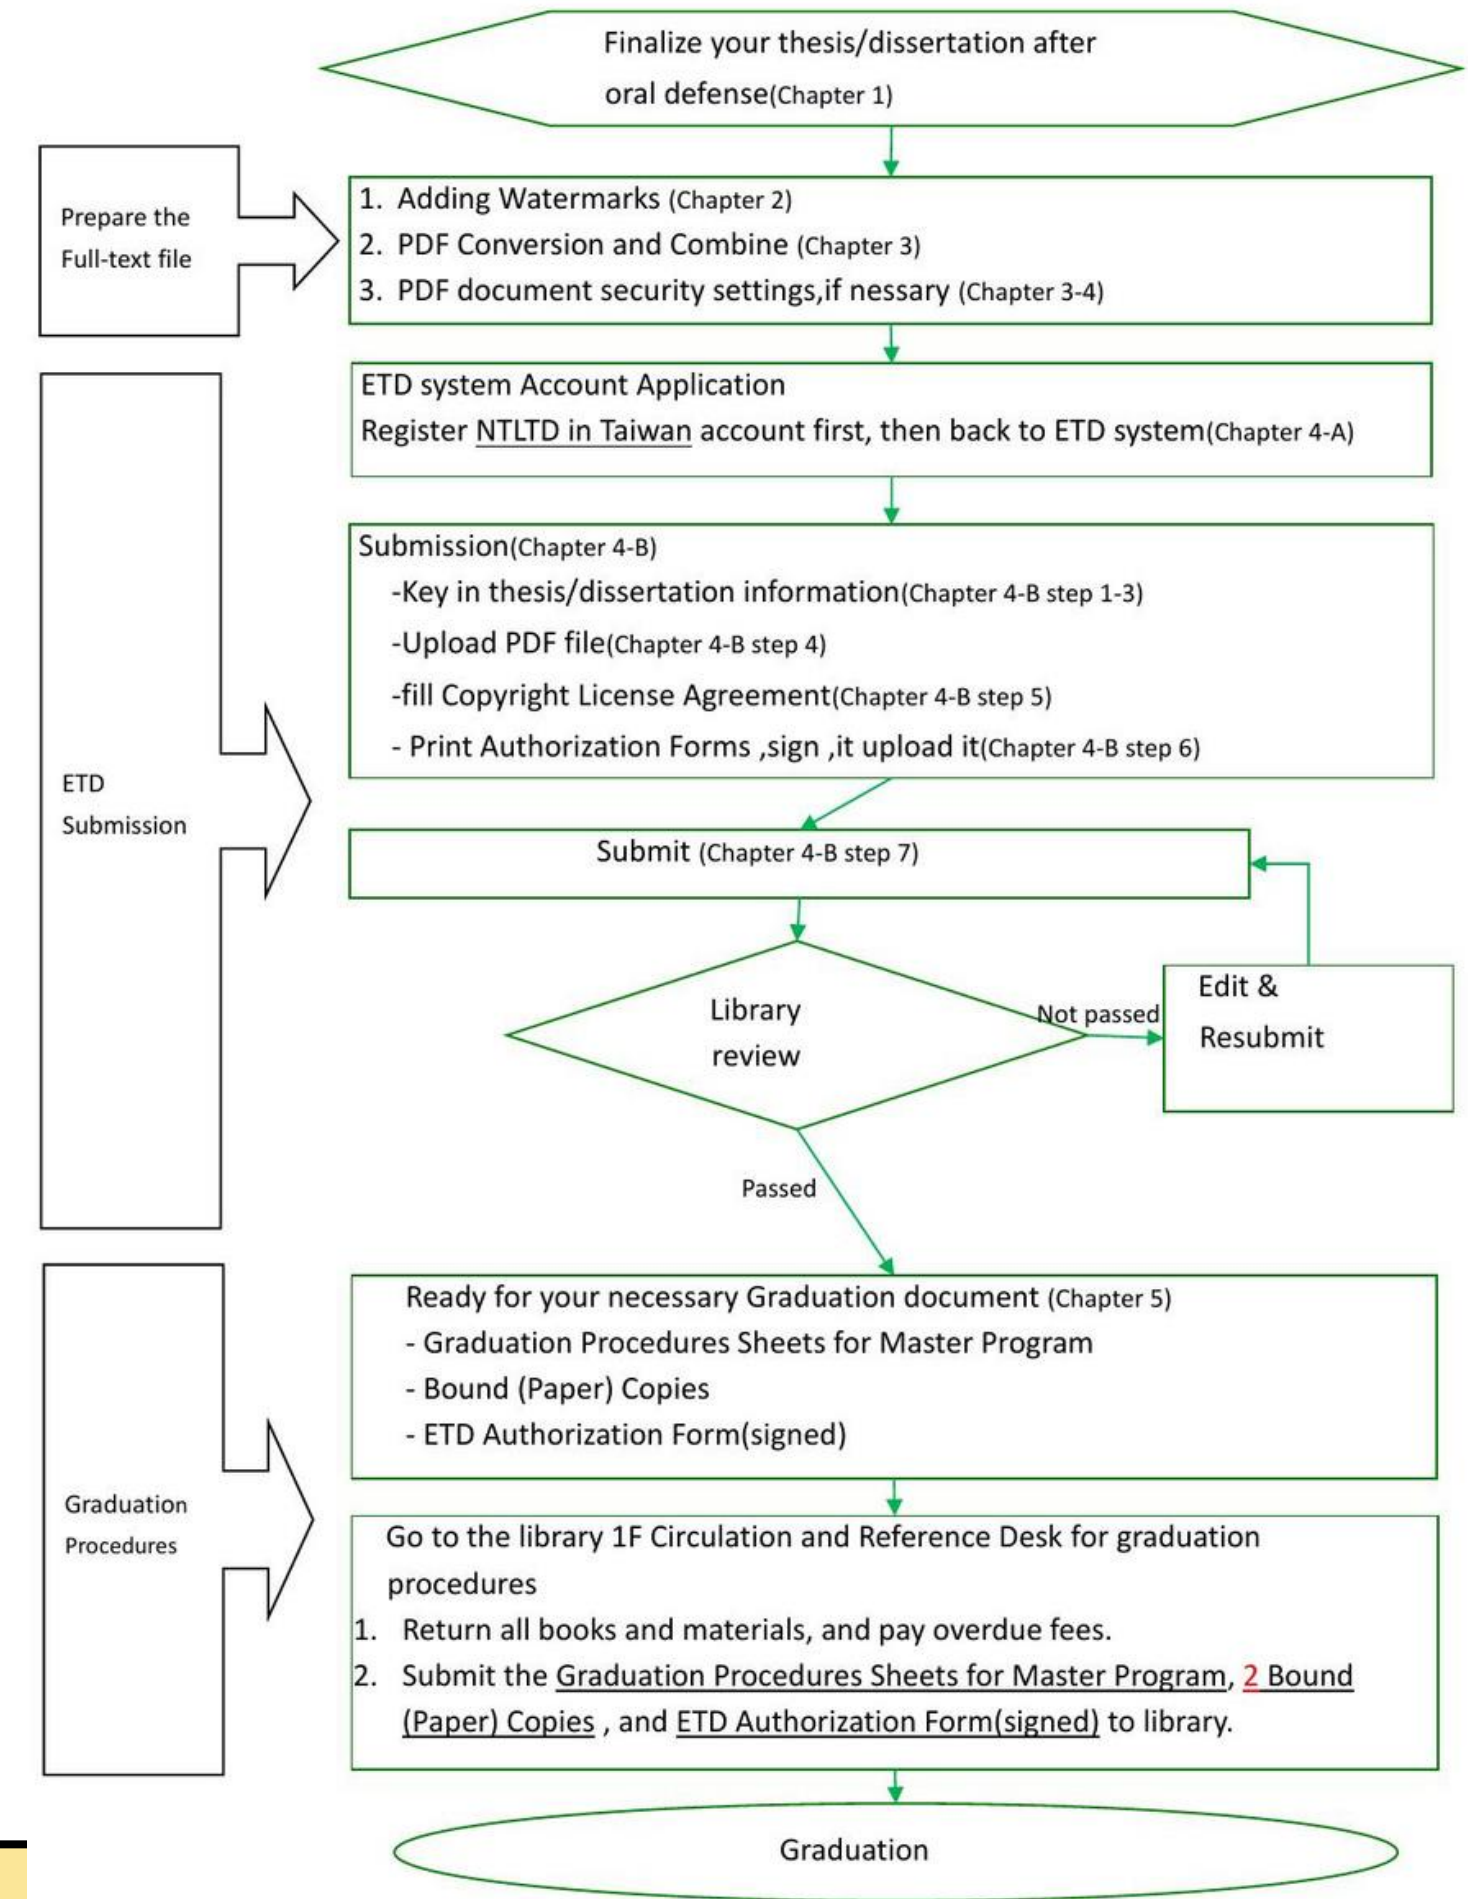 Finalize your thesis/dissertation after
oral defense(Chapter 1)
Prepare the
Full-text file
1. Adding Watermarks (Chapter 2)
2. PDF Conversion and Combine (Chapter 3)
3. PDF document security settings,if nessary (Chapter 3-4)
ETD system Account Application
Register NTLTD in Taiwan account first, then back to ETD system(Chapter 4-A)
ETD
Submission
Submission(Chapter 4-B)
-Key in thesis/dissertation information(Chapter 4-B step 1-3)
-Upload PDF file(Chapter 4-B step 4)
-fill Copyright License Agreement(Chapter 4-B step 5)
- Print Authorization Forms ,sign ,it upload it(Chapter 4-B step 6)
Submit (Chapter 4-B step 7)
Library
review
Not passed
Edit &
Resubmit
Passed
Graduation
Procedures
Ready for your necessary Graduation document (Chapter 5)
- Graduation Procedures Sheets for Master Program
- Bound (Paper) Copies
- ETD Authorization Form(signed)
Go to the library 1F Circulation and Reference Desk for graduation
procedures
1. Return all books and materials, and pay overdue fees.
2. Submit the Graduation Procedures Sheets for Master Program, 2 Bound
(Paper) Copies , and ETD Authorization Form(signed) to library.
Graduation